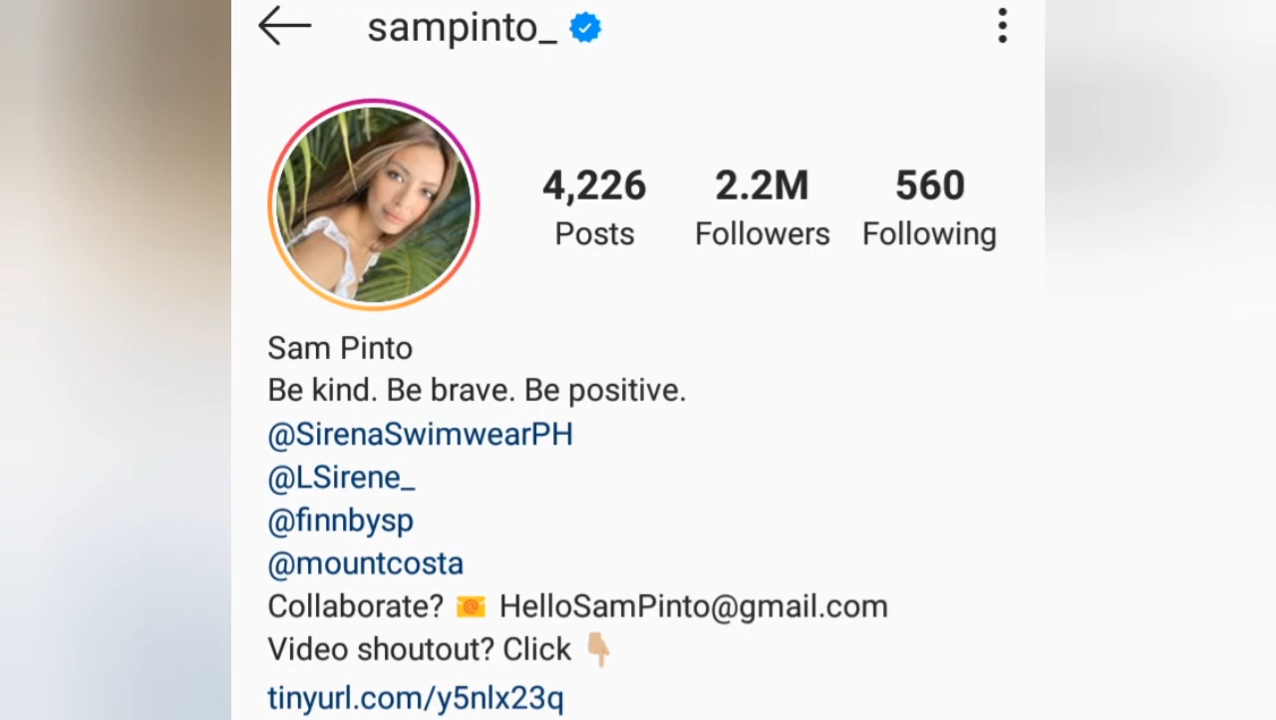 sampinto_
4,226 2.2M 560
Posts Followers Following
Sam Pinto
Be kind. Be brave. Be positive.
@SirenaSwimwearPH
@LSirene_
@finnbysp
@mountcosta
Collaborate? 📧 HelloSamPinto@gmail.com
Video shoutout? Click 👇🏼
tinyurl.com/y5nlx23q